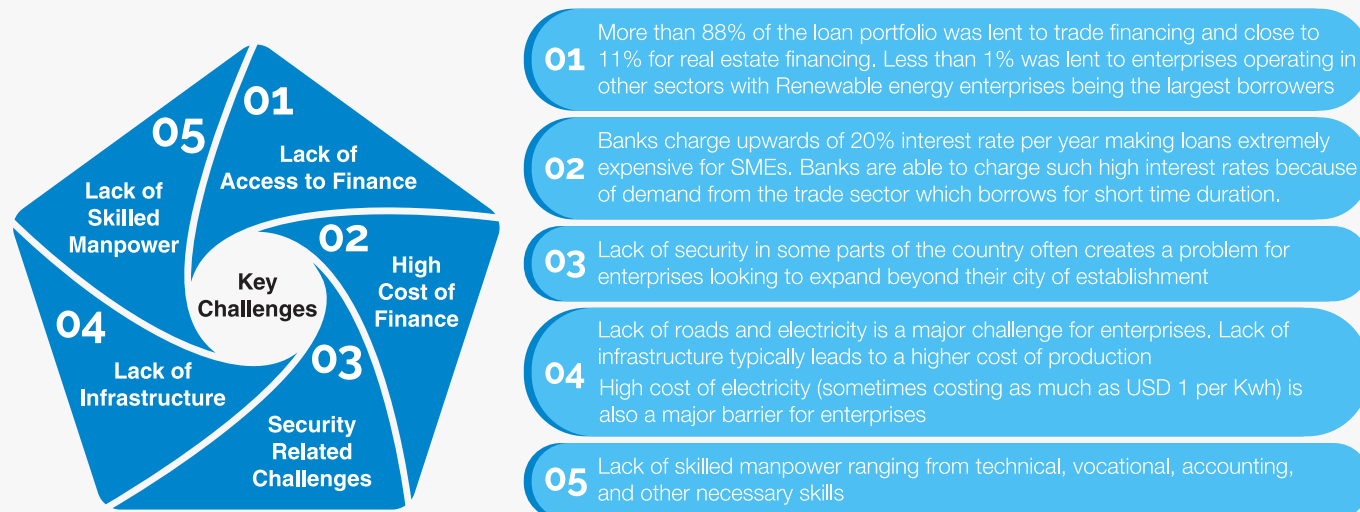 01
Lack of
Access to Finance
02
High
Cost of
Finance
03
Security
Related
Challenges
04
Lack of
Infrastructure
05
Lack of
Skilled
Manpower
Key
Challenges
01
More than 88% of the loan portfolio was lent to trade financing and close to
11% for real estate financing. Less than 1% was lent to enterprises operating in
other sectors with Renewable energy enterprises being the largest borrowers
02
Banks charge upwards of 20% interest rate per year making loans extremely
expensive for SMEs. Banks are able to charge such high interest rates because
of demand from the trade sector which borrows for short time duration.
03
Lack of security in some parts of the country often creates a problem for
enterprises looking to expand beyond their city of establishment
04
Lack of roads and electricity is a major challenge for enterprises. Lack of
infrastructure typically leads to a higher cost of production
High cost of electricity (sometimes costing as much as USD 1 per Kwh) is
also a major barrier for enterprises
05
Lack of skilled manpower ranging from technical, vocational, accounting,
and other necessary skills